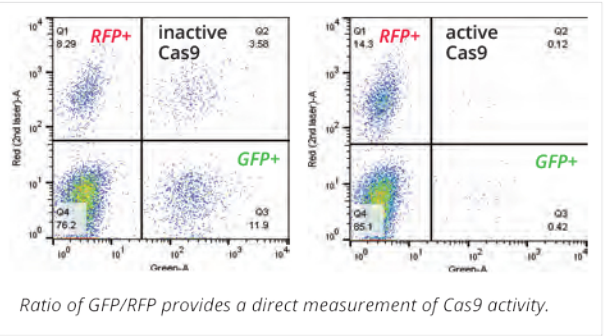 Q1
8.29
RFP+
inactive
Cas9
Q2
3.58
GFP+
Q4
76.2
Q3
11.9
Red (2nd laser)-A
10⁴
10³
10²
10¹
10⁰
10⁰ 10¹ 10² 10³ 10⁴
Green-A
Q1
14.3
RFP+
active
Cas9
Q2
0.12
GFP+
Q4
85.1
Q3
0.42
Red (2nd laser)-A
10⁴
10³
10²
10¹
10⁰
10⁰ 10¹ 10² 10³ 10⁴
Green-A
Ratio of GFP/RFP provides a direct measurement of Cas9 activity.